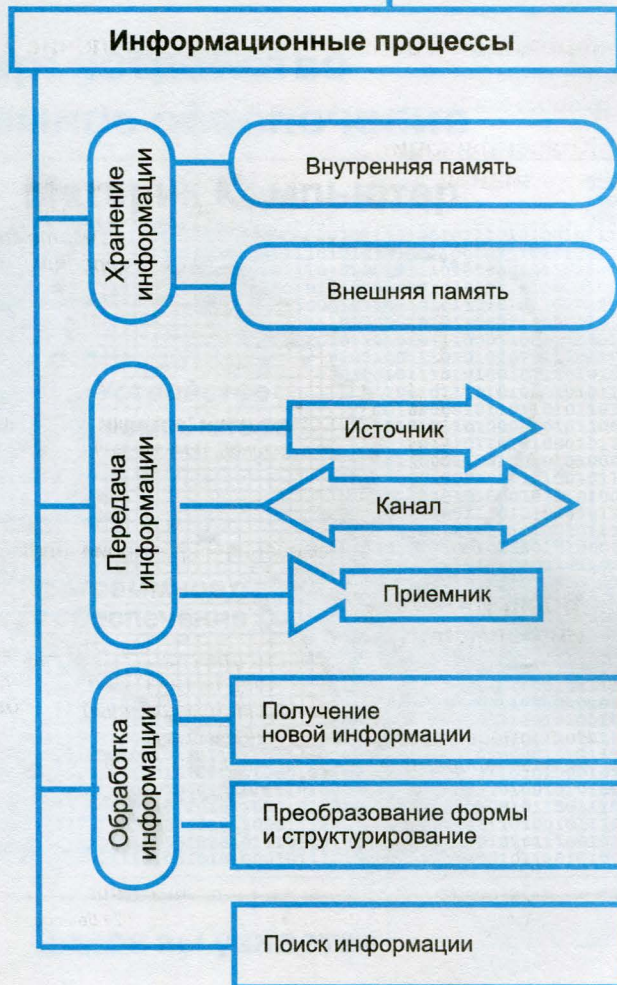 Информационные процессы
Хранение
информации
Внутренняя память
Внешняя память
Передача
информации
Источник
Канал
Приемник
Обработка
информации
Получение
новой информации
Преобразование формы
и структурирование
Поиск информации